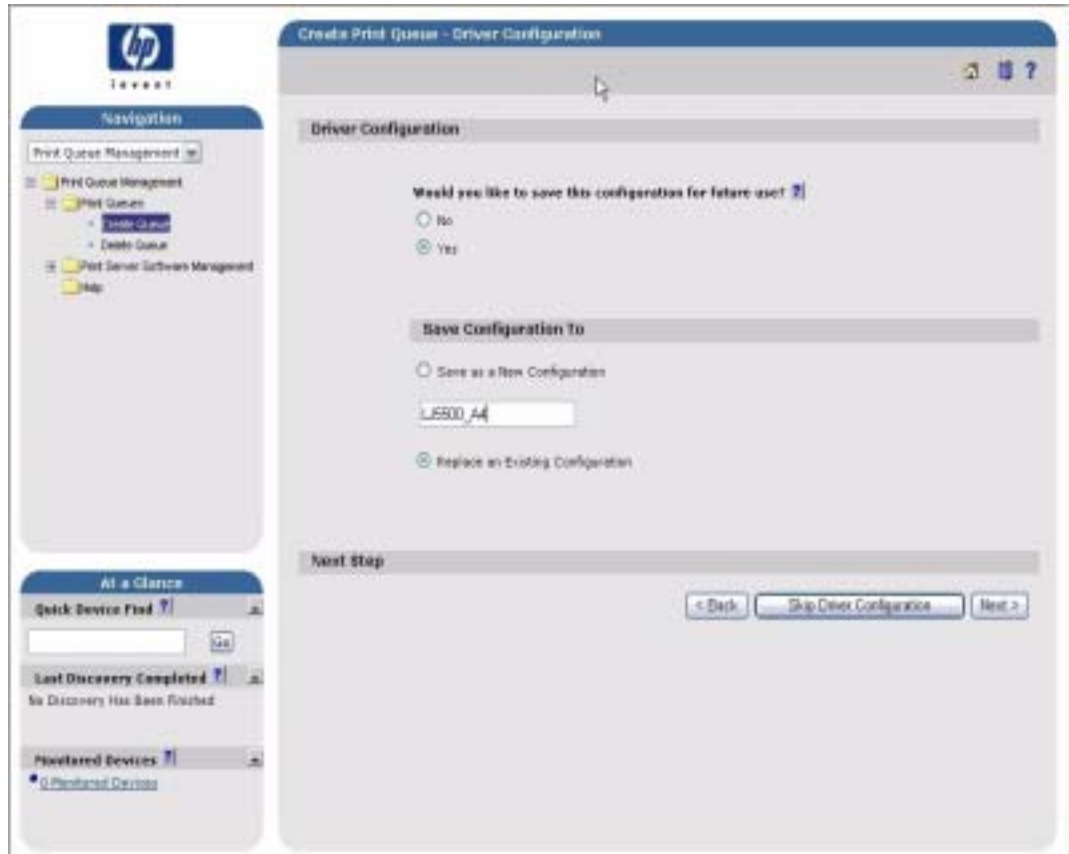 Create Print Queue - Driver Configuration
hp
invent
?
Navigation
Print Queue Management
Print Queue Management
Print Queues
Create Queue
Delete Queue
Print Server Software Management
Help
Driver Configuration
Would you like to save this configuration for future use? ?
No
Yes
Save Configuration To
Save as a New Configuration
LJ5500_A4
Replace an Existing Configuration
Next Step
< Back
Skip Driver Configuration
Next >
At a Glance
Quick Device Find ?
Go
Last Discovery Completed ?
No Discovery Has Been Finished
Monitored Devices ?
0 Monitored Devices